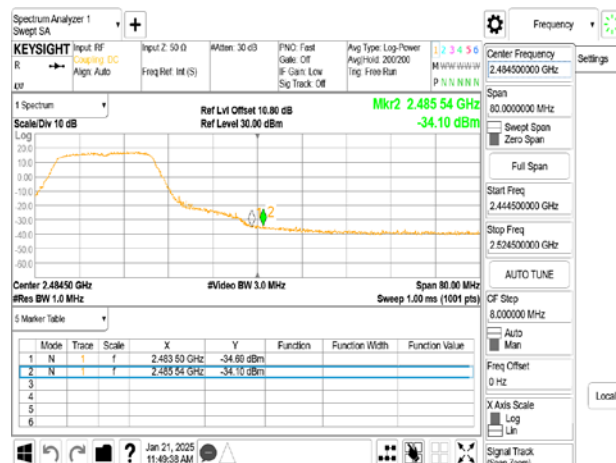 Spectrum Analyzer 1
Swept SA
+
Frequency
KEYSIGHT
Input: RF
Coupling: DC
Align: Auto
Input Z: 50 Ω
Freq Ref: Int (S)
#Atten: 30 dB
PNO: Fast
Gate: Off
IF Gain: Low
Sig Track: Off
Avg Type: Log-Power
Avg|Hold: 200/200
Trig: Free Run
1 2 3 4 5 6
M W W W W W
P N N N N N
R
LXI
Center Frequency
2.484500000 GHz
Settings
Span
80.0000000 MHz
Swept Span
Zero Span
Full Span
Start Freq
2.444500000 GHz
Stop Freq
2.524500000 GHz
AUTO TUNE
CF Step
8.000000 MHz
Auto
Man
Freq Offset
0 Hz
X Axis Scale
Log
Lin
Signal Track
(Span Zoom)
Local
1 Spectrum
Scale/Div 10 dB
Log
Ref Lvl Offset 10.80 dB
Ref Level 30.00 dBm
Mkr2 2.485 54 GHz
-34.10 dBm
20.0
10.0
0.00
-10.0
-20.0
-30.0
-40.0
-50.0
-60.0
2
Center 2.48450 GHz
#Res BW 1.0 MHz
#Video BW 3.0 MHz
Span 80.00 MHz
Sweep 1.00 ms (1001 pts)
5 Marker Table
Mode Trace Scale X Y Function Function Width Function Value
1 N 1 f 2.483 50 GHz -34.60 dBm
2 N 1 f 2.485 54 GHz -34.10 dBm
3
4
5
6
?
Jan 21, 2025
11:49:38 AM